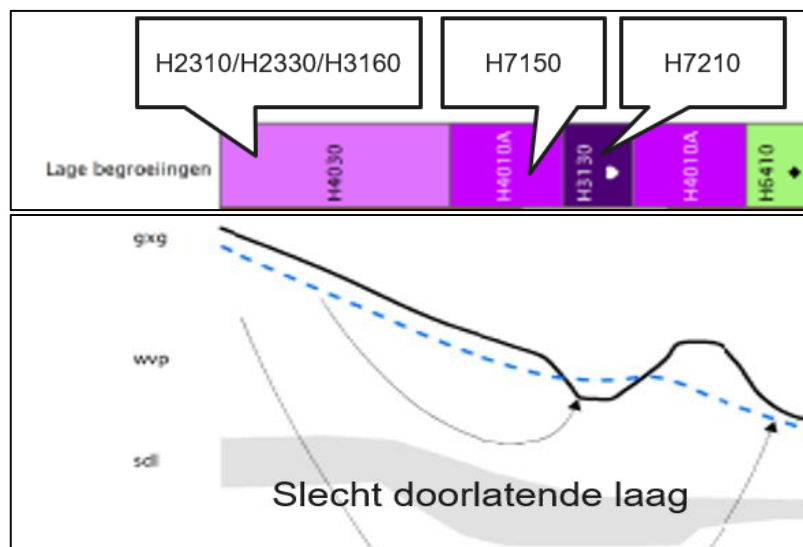 H2310/H2330/H3160
H7150
H7210
Lage begroeiingen
H4030
H4010A
H3130
H4010A
H6410
gxg
wvp
sdl
Slecht doorlatende laag